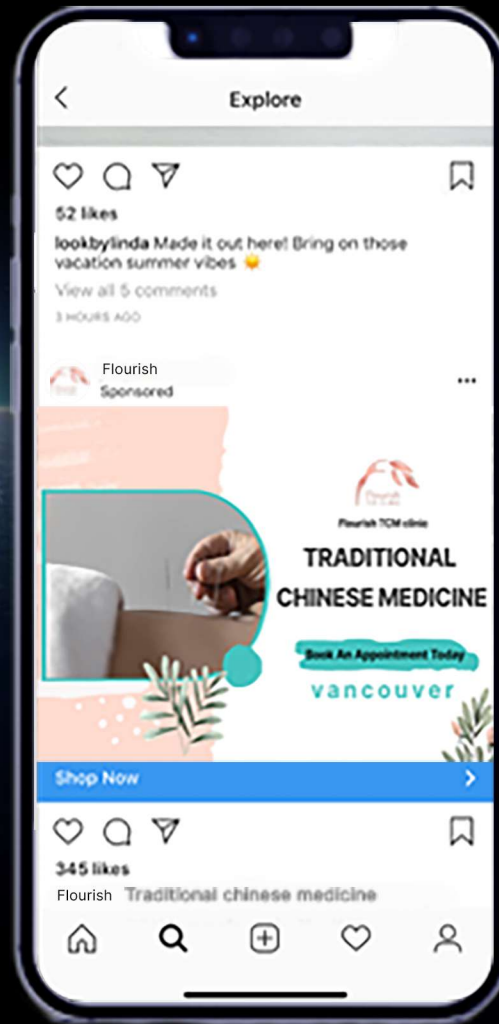 Explore
52 likes
lookbylinda Made it out here! Bring on those
vacation summer vibes ☀️
View all 5 comments
3 HOURS AGO
Flourish
Sponsored
Flourish
Flourish TCM clinic
TRADITIONAL
CHINESE MEDICINE
Book An Appointment Today
vancouver
Shop Now
345 likes
Flourish Traditional chinese medicine